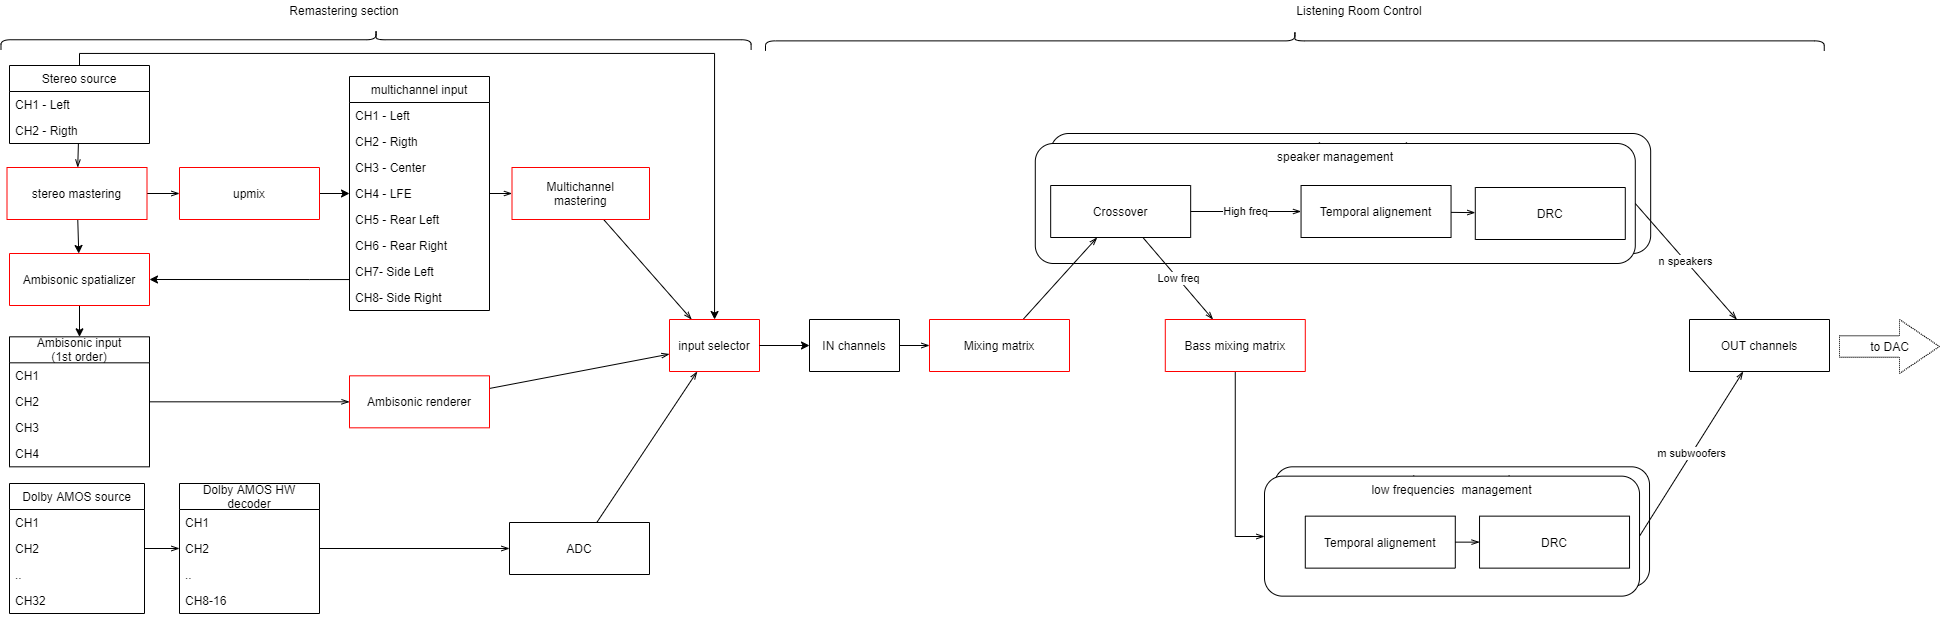 Remastering section
Listening Room Control
Stereo source
CH1 - Left
CH2 - Rigth
stereo mastering
upmix
multichannel input
CH1 - Left
CH2 - Rigth
CH3 - Center
CH4 - LFE
CH5 - Rear Left
CH6 - Rear Right
CH7- Side Left
CH8- Side Right
Multichannel
mastering
Ambisonic spatializer
Ambisonic input
(1st order)
CH1
CH2
CH3
CH4
Ambisonic renderer
Dolby AMOS source
CH1
CH2
..
CH32
Dolby AMOS HW
decoder
CH1
CH2
..
CH8-16
ADC
input selector
IN channels
Mixing matrix
speaker management
Crossover
High freq
Temporal alignement
DRC
Low freq
Bass mixing matrix
low frequencies  management
Temporal alignement
DRC
n speakers
m subwoofers
OUT channels
to DAC